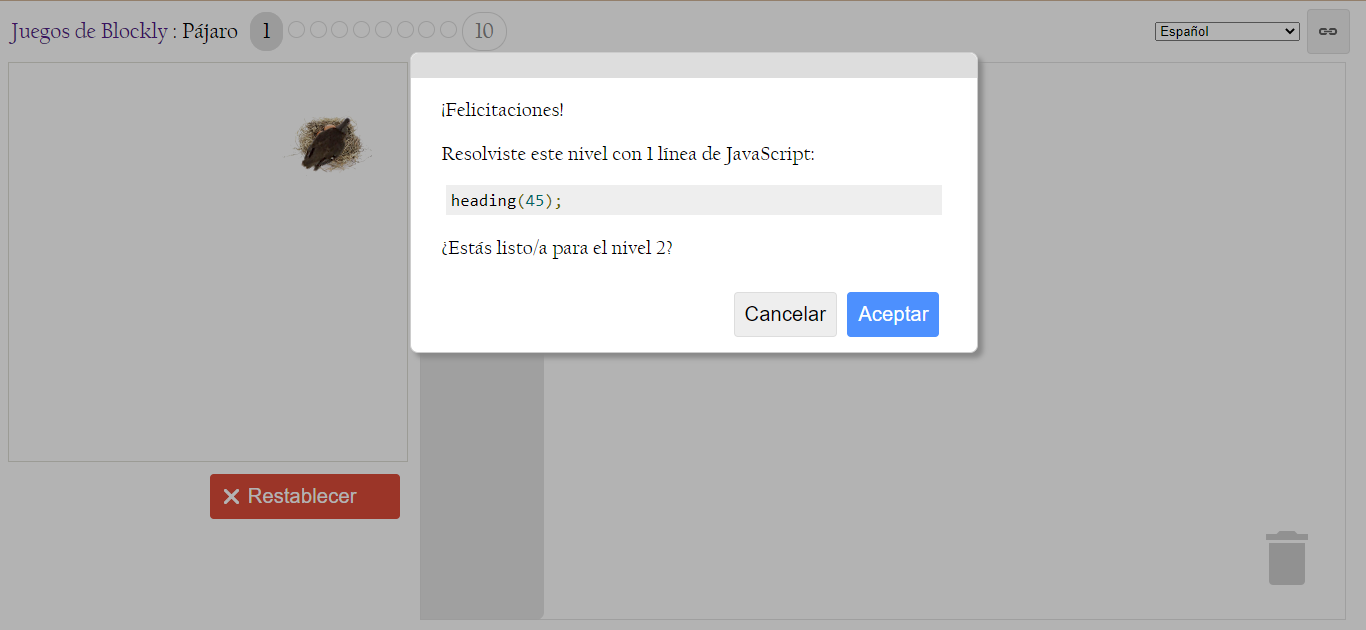 Juegos de Blockly : Pájaro 1 10 Español
¡Felicitaciones!
Resolviste este nivel con 1 línea de JavaScript:
heading(45);
¿Estás listo/a para el nivel 2?
Cancelar Aceptar
Restablecer